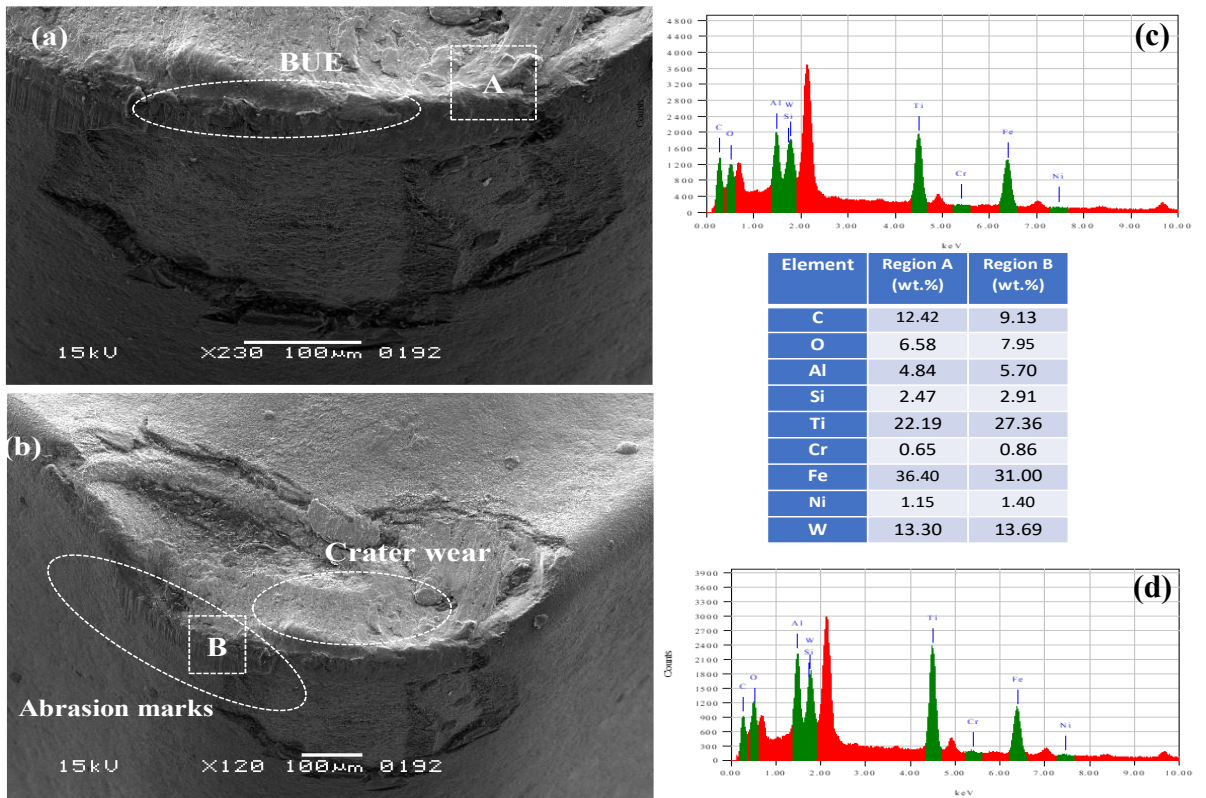 (a)
BUE
A
15kV X230 100µm 0192
(b)
Crater wear
B
Abrasion marks
15kV X120 100µm 0192
(c)
Counts
4800
4400
4000
3600
3200
2800
2400
2000
1600
1200
800
400
0
C O Al W Si Ti Cr Fe Ni
0.00 1.00 2.00 3.00 4.00 5.00 6.00 7.00 8.00 9.00 10.00
keV
Element Region A (wt.%) Region B (wt.%)
C 12.42 9.13
O 6.58 7.95
Al 4.84 5.70
Si 2.47 2.91
Ti 22.19 27.36
Cr 0.65 0.86
Fe 36.40 31.00
Ni 1.15 1.40
W 13.30 13.69
(d)
Counts
3900
3600
3300
3000
2700
2400
2100
1800
1500
1200
900
600
300
0
C O Al W Si Ti Cr Fe Ni
0.00 1.00 2.00 3.00 4.00 5.00 6.00 7.00 8.00 9.00 10.00
keV